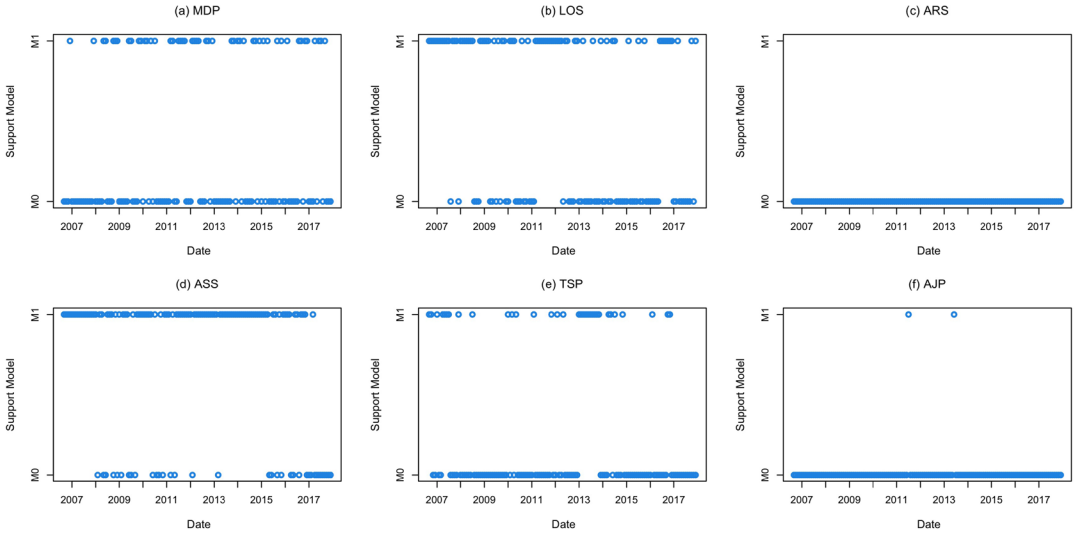 (a) MDP
M1
Support Model
M0
2007 2009 2011 2013 2015 2017
Date
(b) LOS
M1
Support Model
M0
2007 2009 2011 2013 2015 2017
Date
(c) ARS
M1
Support Model
M0
2007 2009 2011 2013 2015 2017
Date
(d) ASS
M1
Support Model
M0
2007 2009 2011 2013 2015 2017
Date
(e) TSP
M1
Support Model
M0
2007 2009 2011 2013 2015 2017
Date
(f) AJP
M1
Support Model
M0
2007 2009 2011 2013 2015 2017
Date